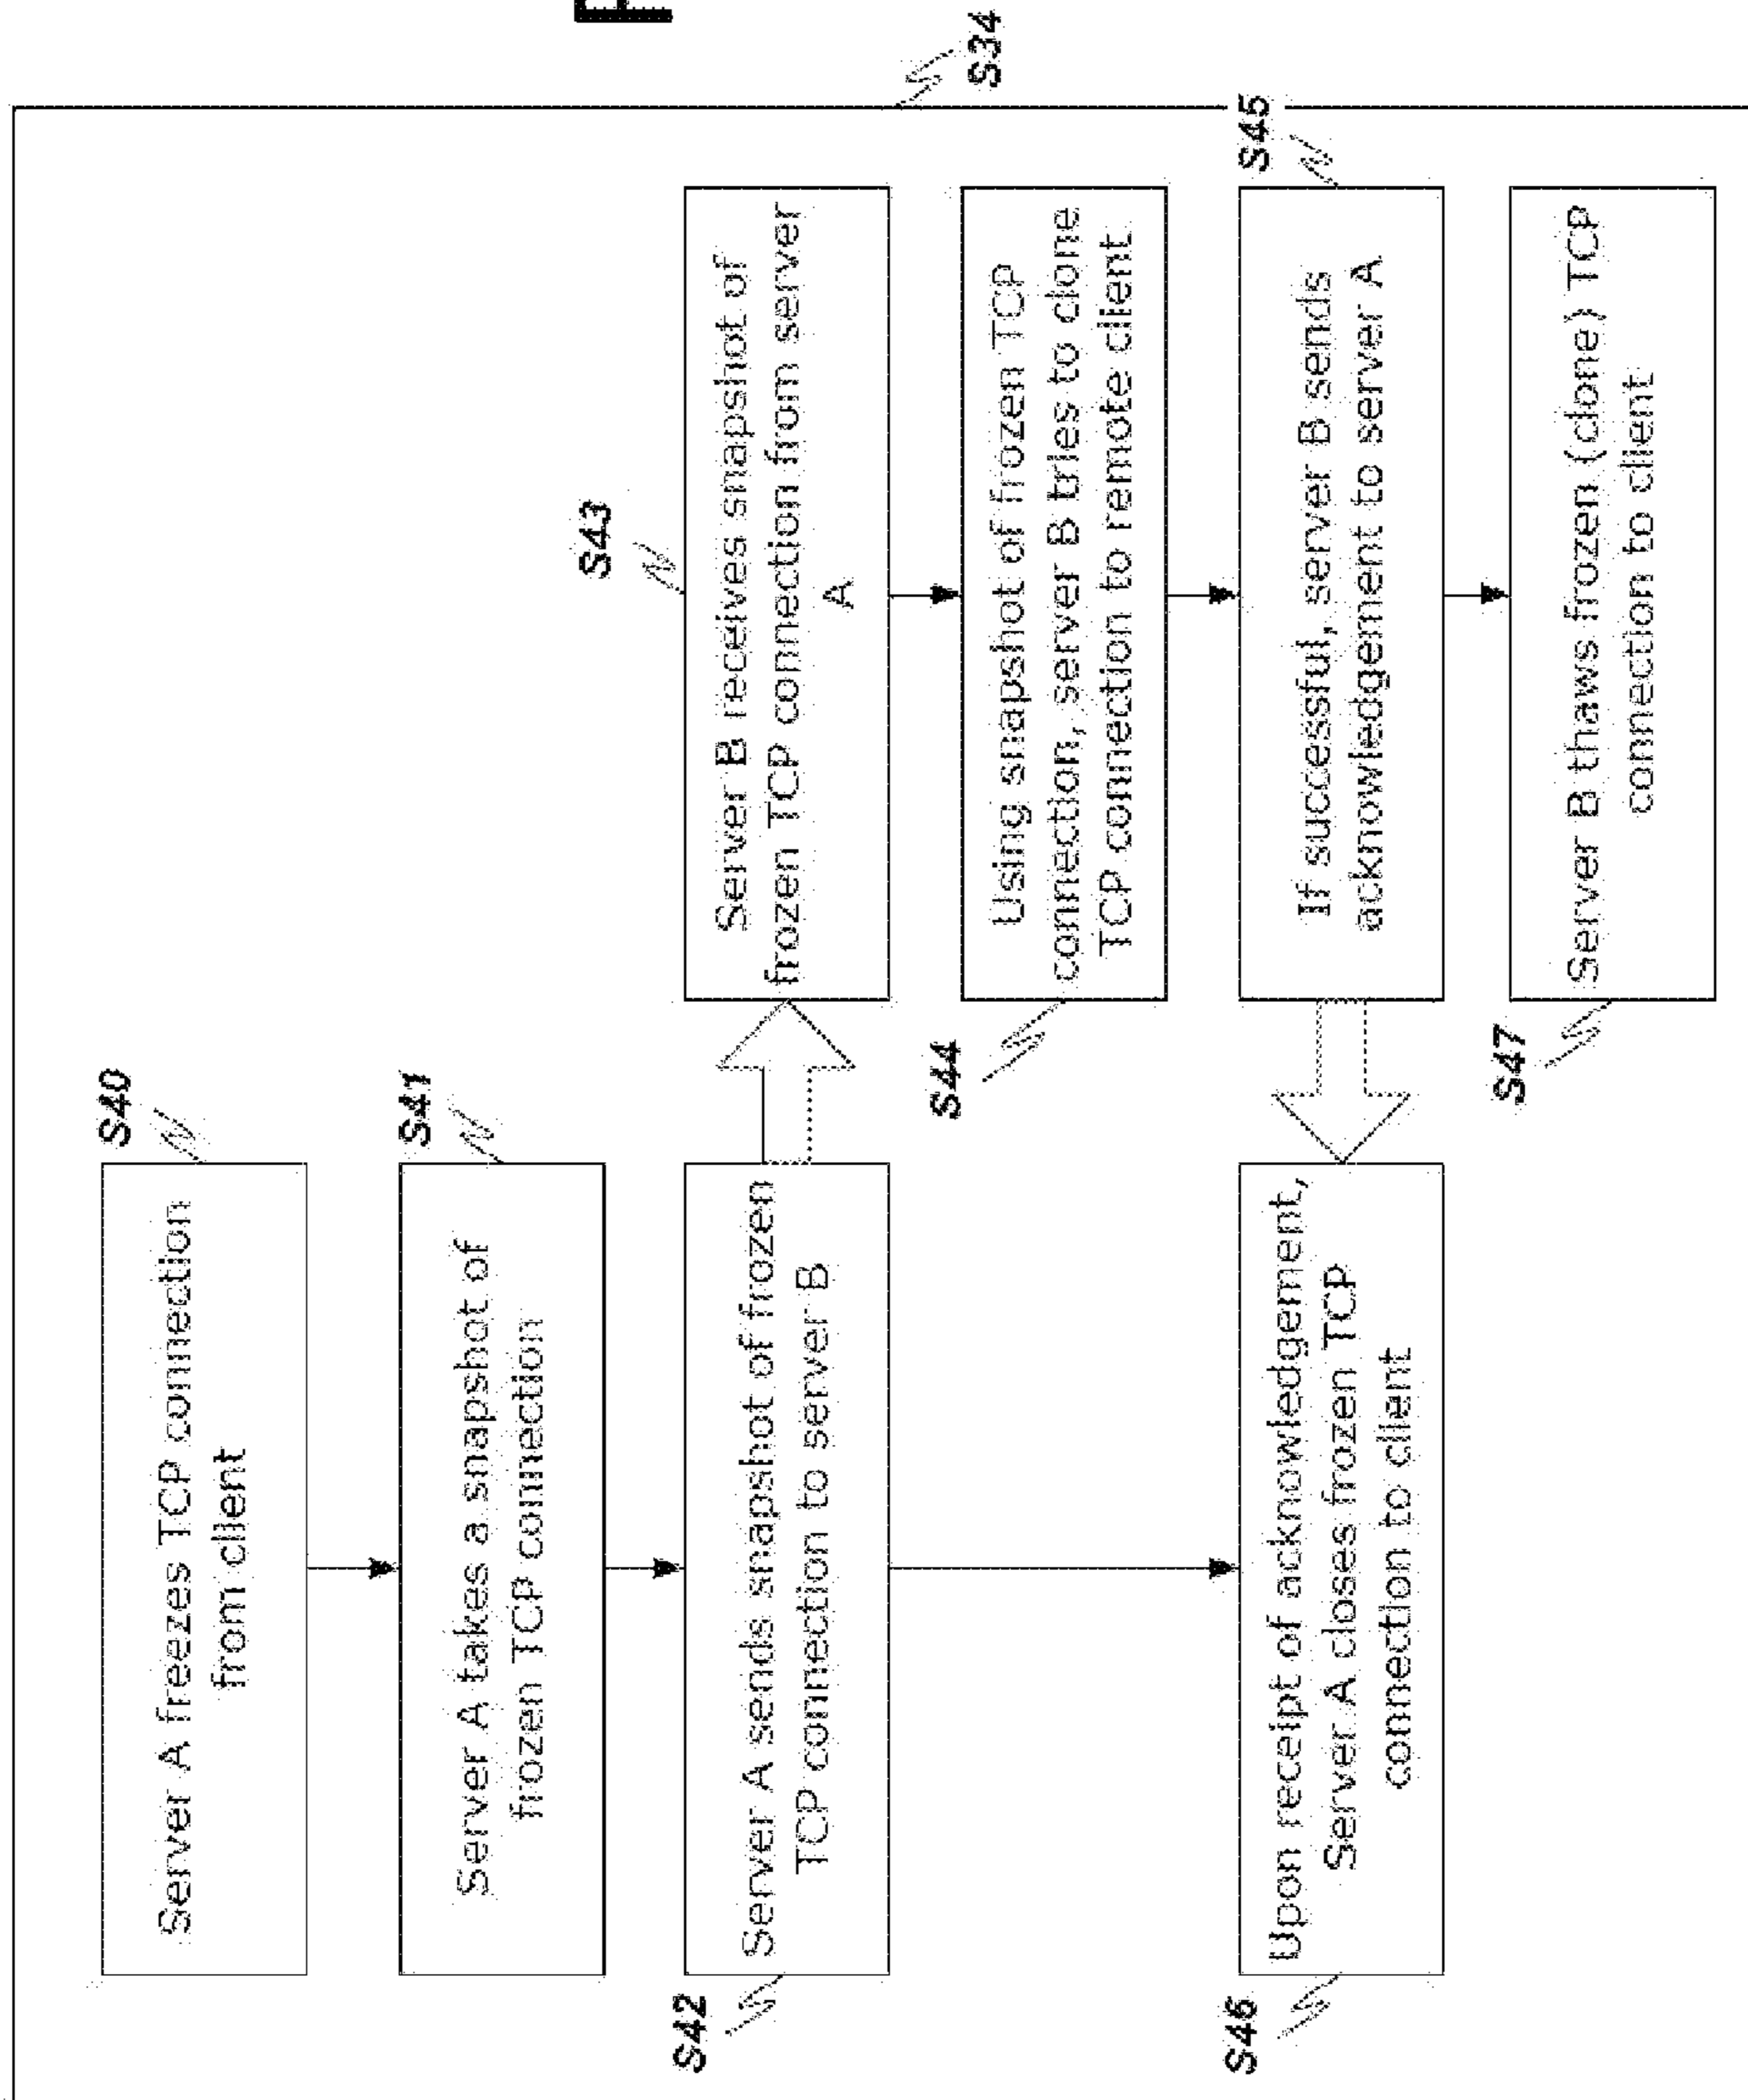 S34
S40
Server A freezes TCP connection
from client
S41
Server A takes a snapshot of
frozen TCP connection
S42
Server A sends snapshot of frozen
TCP connection to server B
S43
Server B receives snapshot of
frozen TCP connection from server
A
S44
Using snapshot of frozen TCP
connection, server B tries to clone
TCP connection to remote client
S45
If successful, server B sends
acknowledgement to server A
S46
Upon receipt of acknowledgement,
Server A closes frozen TCP
connection to client
S47
Server B thaws frozen (clone) TCP
connection to client